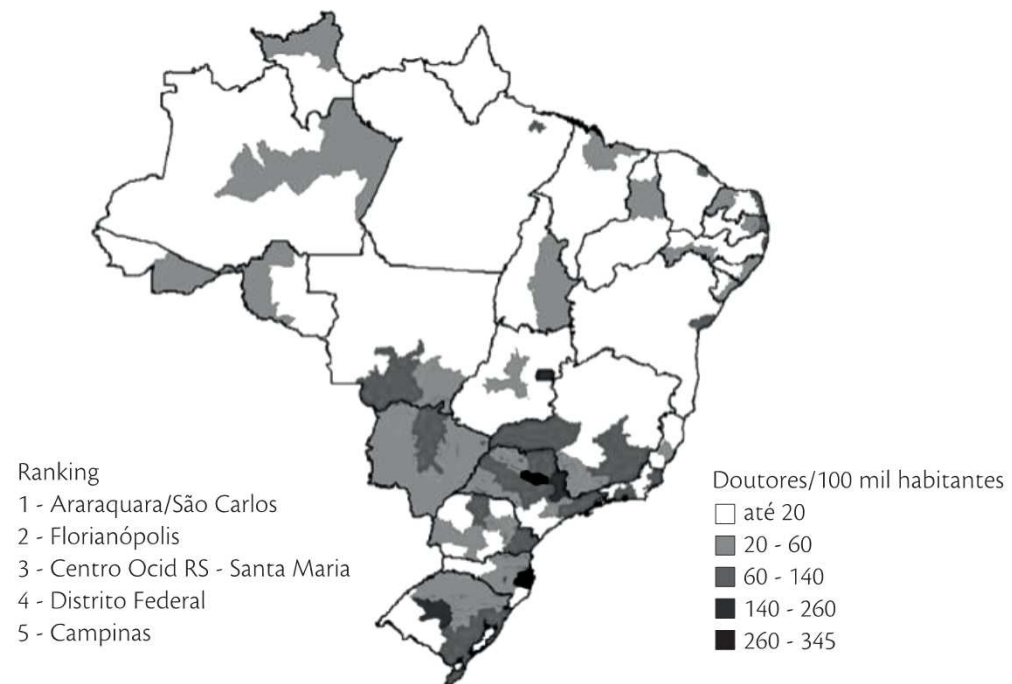 Ranking
1 - Araraquara/São Carlos
2 - Florianópolis
3 - Centro Ocid RS - Santa Maria
4 - Distrito Federal
5 - Campinas
Doutores/100 mil habitantes
até 20
20 - 60
60 - 140
140 - 260
260 - 345